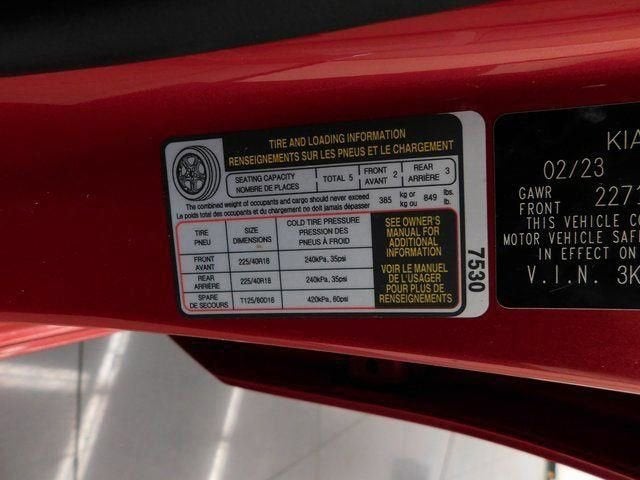 TIRE AND LOADING INFORMATION
RENSEIGNEMENTS SUR LES PNEUS ET LE CHARGEMENT
SEATING CAPACITY
NOMBRE DE PLACES
TOTAL 5
FRONT
AVANT 2
REAR
ARRIÈRE 3
The combined weight of occupants and cargo should never exceed
Le poids total des occupants et du chargement ne doit jamais dépasser
385 kg or
kg ou 849 lbs.
lb.
TIRE
PNEU
SIZE
DIMENSIONS
COLD TIRE PRESSURE
PRESSION DES
PNEUS À FROID
FRONT
AVANT
225/40R18
240kPa, 35psi
REAR
ARRIÈRE
225/40R18
240kPa, 35psi
SPARE
DE SECOURS
T125/80D16
420kPa, 60psi
SEE OWNER'S
MANUAL FOR
ADDITIONAL
INFORMATION
VOIR LE MANUEL
DE L'USAGER
POUR PLUS DE
RENSEIGNEMENTS
7530
KIA
02/23
GAWR
FRONT 227
THIS VEHICLE
MOTOR VEHICLE
IN EFFECT ON
V.I.N. 3K